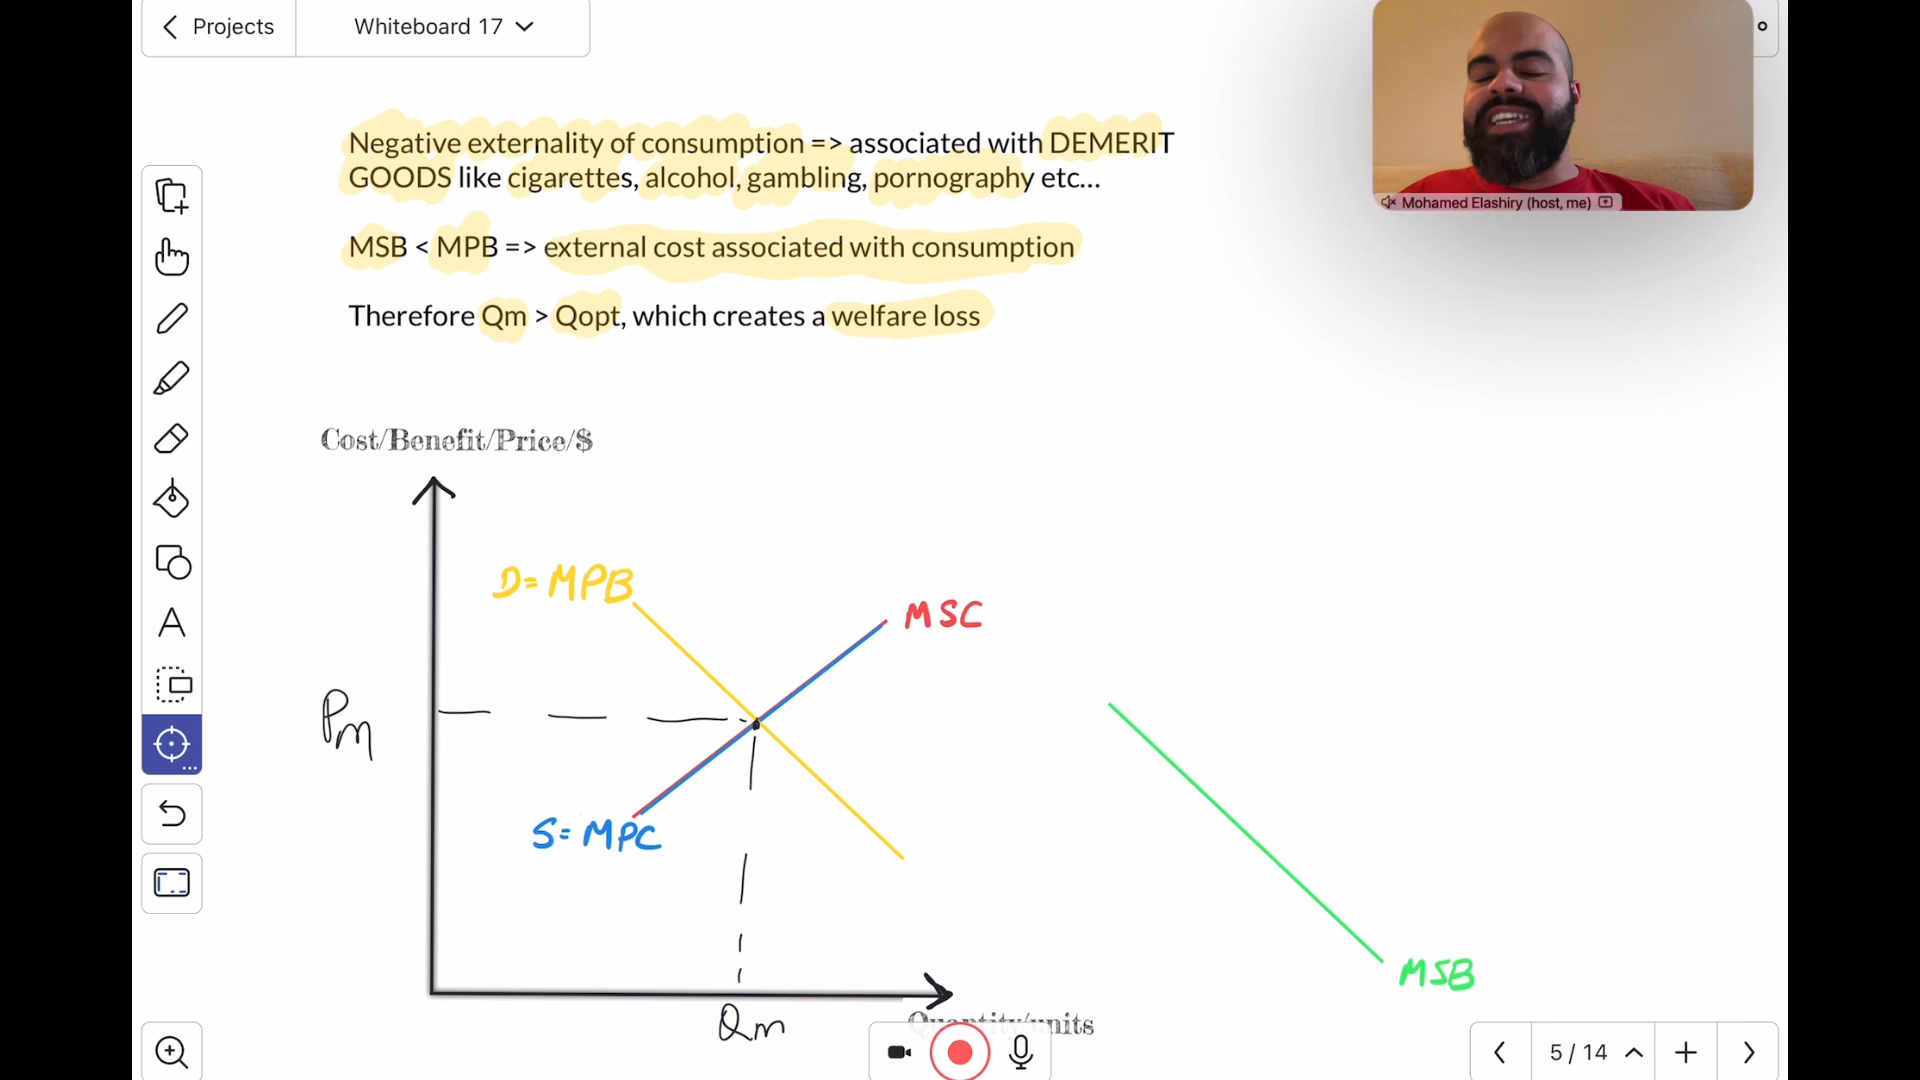 Projects
Whiteboard 17
Mohamed Elashiry (host, me)
Negative externality of consumption => associated with DEMERIT
GOODS like cigarettes, alcohol, gambling, pornography etc...
MSB < MPB => external cost associated with consumption
Therefore Qm > Qopt, which creates a welfare loss
Cost/Benefit/Price/$
D= MPB
MSC
Pm
S= MPC
MSB
Qm
Quantity/units
5 / 14